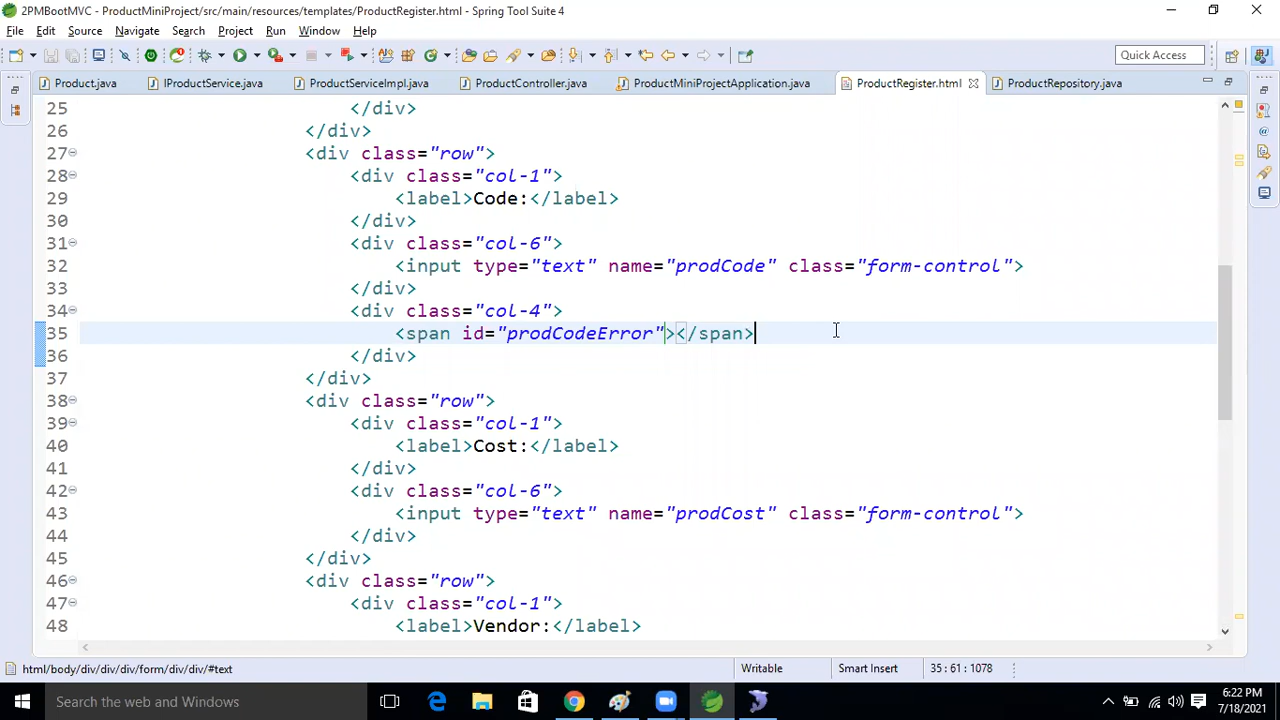 2PMBootMVC - ProductMiniProject/src/main/resources/templates/ProductRegister.html - Spring Tool Suite 4
File Edit Source Navigate Search Project Run Window Help
Quick Access
Product.java IProductService.java ProductServiceImpl.java ProductController.java ProductMiniProjectApplication.java ProductRegister.html ProductRepository.java
25 </div>
26 </div>
27 <div class="row">
28 <div class="col-1">
29 <label>Code:</label>
30 </div>
31 <div class="col-6">
32 <input type="text" name="prodCode" class="form-control">
33 </div>
34 <div class="col-4">
35 <span id="prodCodeError"></span>
36 </div>
37 </div>
38 <div class="row">
39 <div class="col-1">
40 <label>Cost:</label>
41 </div>
42 <div class="col-6">
43 <input type="text" name="prodCost" class="form-control">
44 </div>
45 </div>
46 <div class="row">
47 <div class="col-1">
48 <label>Vendor:</label>
html/body/div/div/div/form/div/div/#text Writable Smart Insert 35 : 61 : 1078
Search the web and Windows
6:22 PM
7/18/2021